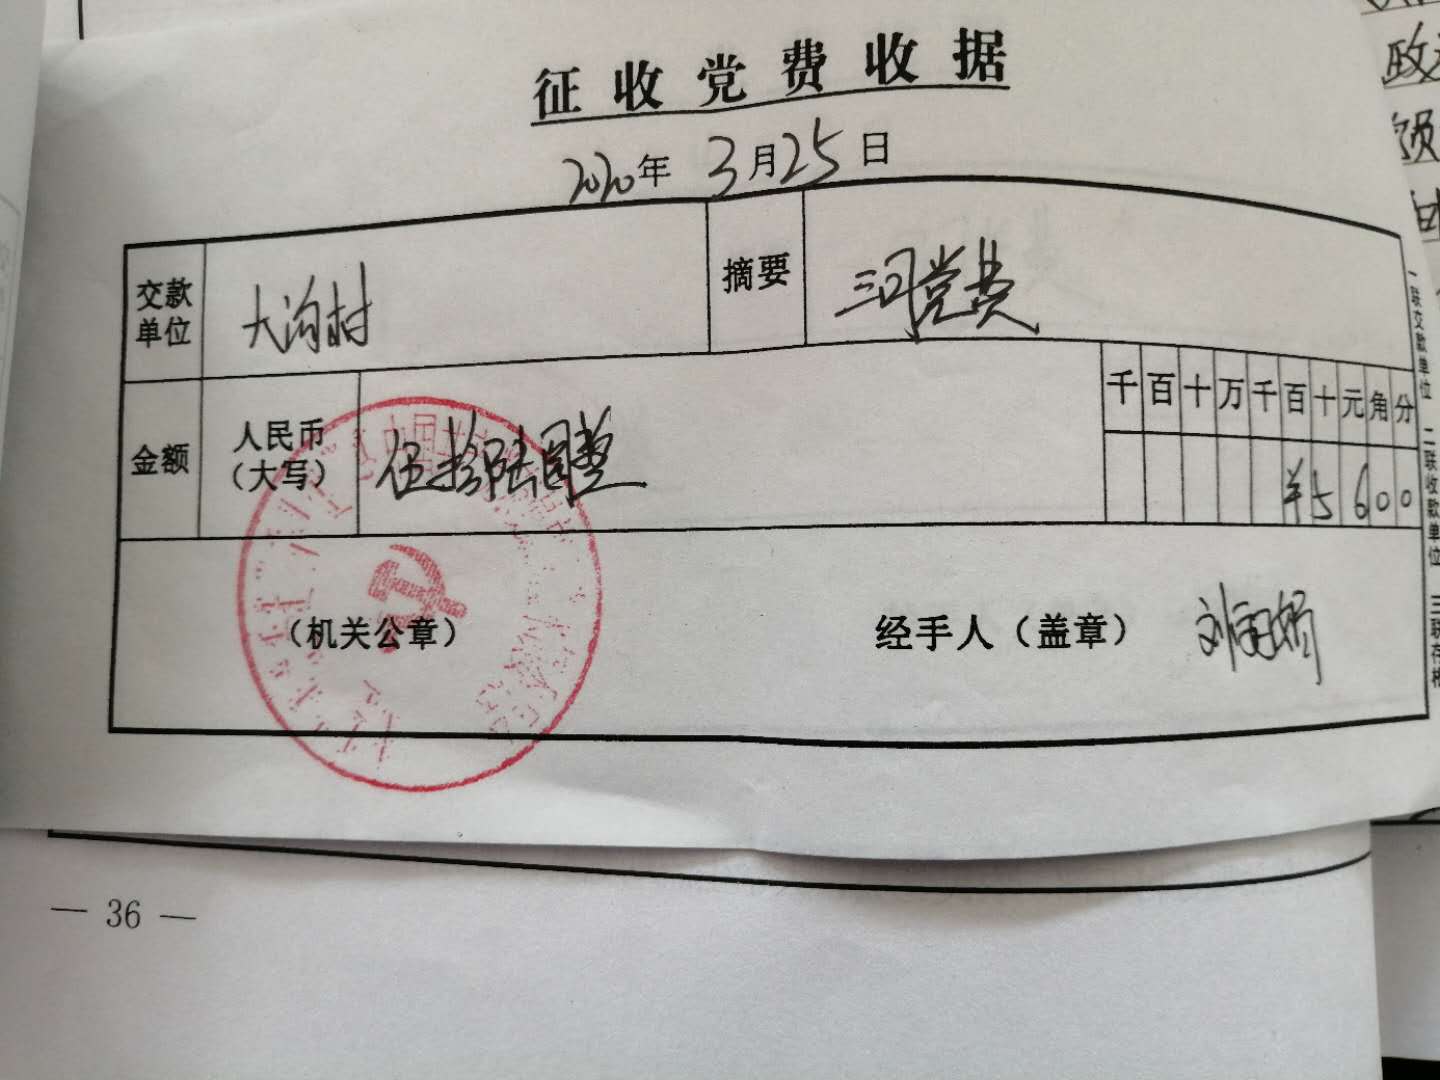 征收党费收据
2020年3月25日
交款单位 大沟村 摘要 三月党费
千百十万千百十元角分
金额 人民币(大写) 伍拾陆圆整 ¥5600
(机关公章) 经手人(盖章) 刘
一联交款单位 二联收款单位 三联存根
— 36 —